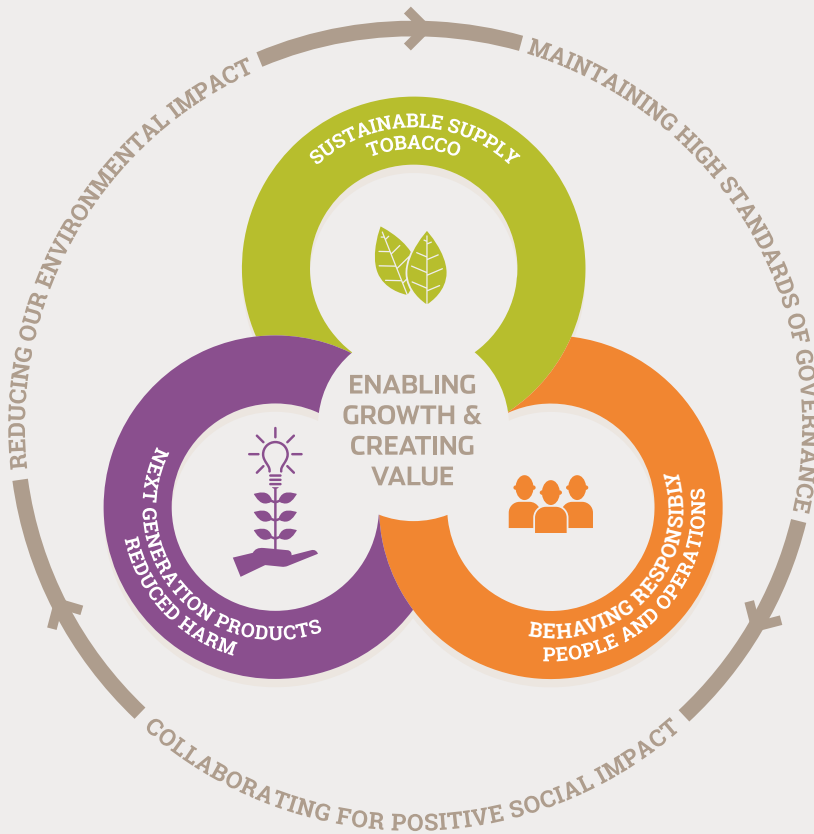 REDUCING OUR ENVIRONMENTAL IMPACT
MAINTAINING HIGH STANDARDS OF GOVERNANCE
SUSTAINABLE SUPPLY
TOBACCO
ENABLING
GROWTH &
CREATING
VALUE
NEXT GENERATION PRODUCTS
REDUCED HARM
BEHAVING RESPONSIBLY
PEOPLE AND OPERATIONS
COLLABORATING FOR POSITIVE SOCIAL IMPACT